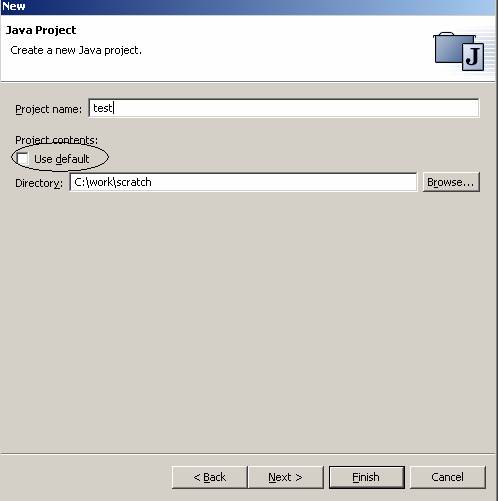 New
Java Project
Create a new Java project.
J
Project name: test
Project contents:
Use default
Directory: C:\work\scratch Browse...
< Back Next > Finish Cancel